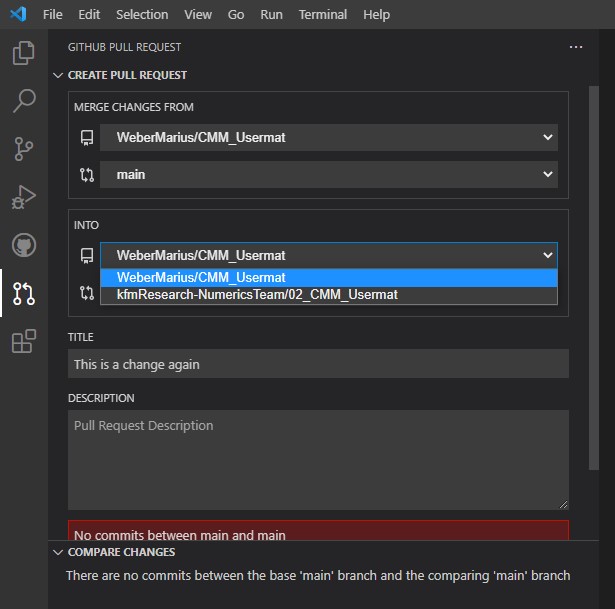 File Edit Selection View Go Run Terminal Help
GITHUB PULL REQUEST
CREATE PULL REQUEST
MERGE CHANGES FROM
WeberMarius/CMM_Usermat
main
INTO
WeberMarius/CMM_Usermat
WeberMarius/CMM_Usermat
kfmResearch-NumericsTeam/02_CMM_Usermat
TITLE
This is a change again
DESCRIPTION
Pull Request Description
No commits between main and main
COMPARE CHANGES
There are no commits between the base 'main' branch and the comparing 'main' branch